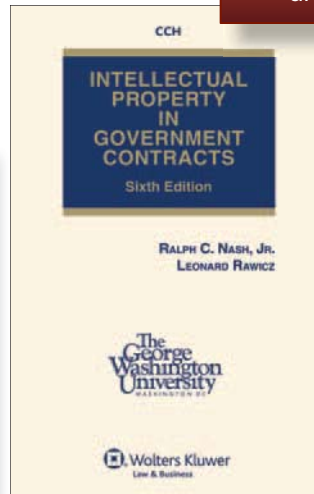 CCH
INTELLECTUAL
PROPERTY
IN
GOVERNMENT
CONTRACTS
Sixth Edition
RALPH C. NASH, JR.
LEONARD RAWICZ
The
George
Washington
University
WASHINGTON DC
Wolters Kluwer
Law & Business